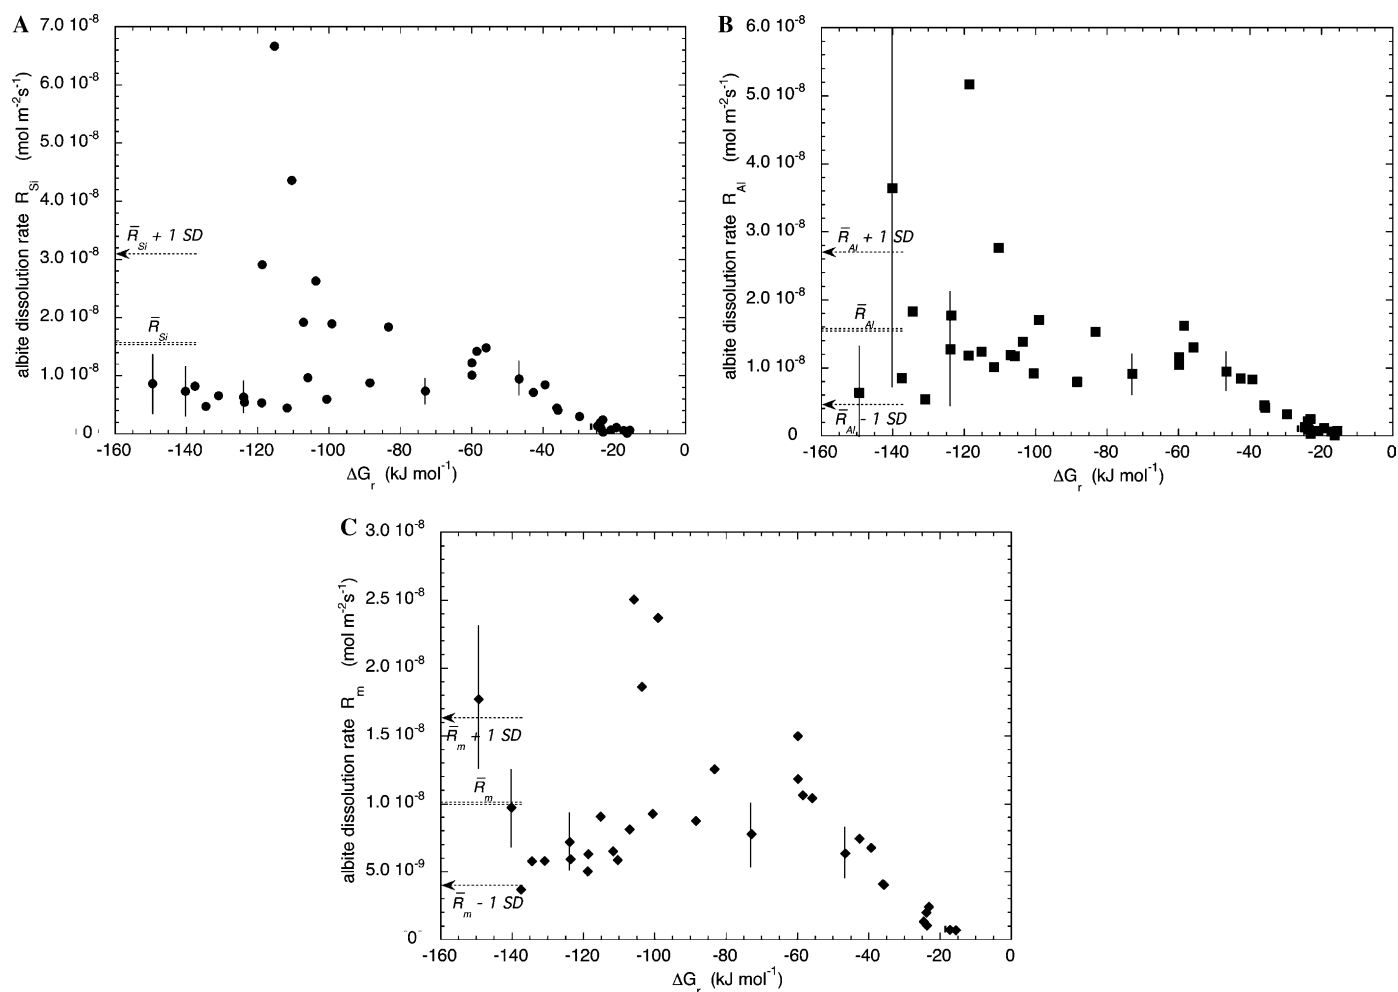 A
7.0 10⁻⁸
6.0 10⁻⁸
5.0 10⁻⁸
4.0 10⁻⁸
3.0 10⁻⁸
2.0 10⁻⁸
1.0 10⁻⁸
0
albite dissolution rate R_Si (mol m⁻²s⁻¹)
R̅_Si + 1 SD
R̅_Si
-160 -140 -120 -100 -80 -60 -40 -20 0
ΔG_r (kJ mol⁻¹)
B
6.0 10⁻⁸
5.0 10⁻⁸
4.0 10⁻⁸
3.0 10⁻⁸
2.0 10⁻⁸
1.0 10⁻⁸
0
albite dissolution rate R_Al (mol m⁻²s⁻¹)
R̅_Al + 1 SD
R̅_Al
R̅_Al - 1 SD
-160 -140 -120 -100 -80 -60 -40 -20 0
ΔG_r (kJ mol⁻¹)
C
3.0 10⁻⁸
2.5 10⁻⁸
2.0 10⁻⁸
1.5 10⁻⁸
1.0 10⁻⁸
5.0 10⁻⁹
0
albite dissolution rate R_m (mol m⁻²s⁻¹)
R̅_m + 1 SD
R̅_m
R̅_m - 1 SD
-160 -140 -120 -100 -80 -60 -40 -20 0
ΔG_r (kJ mol⁻¹)